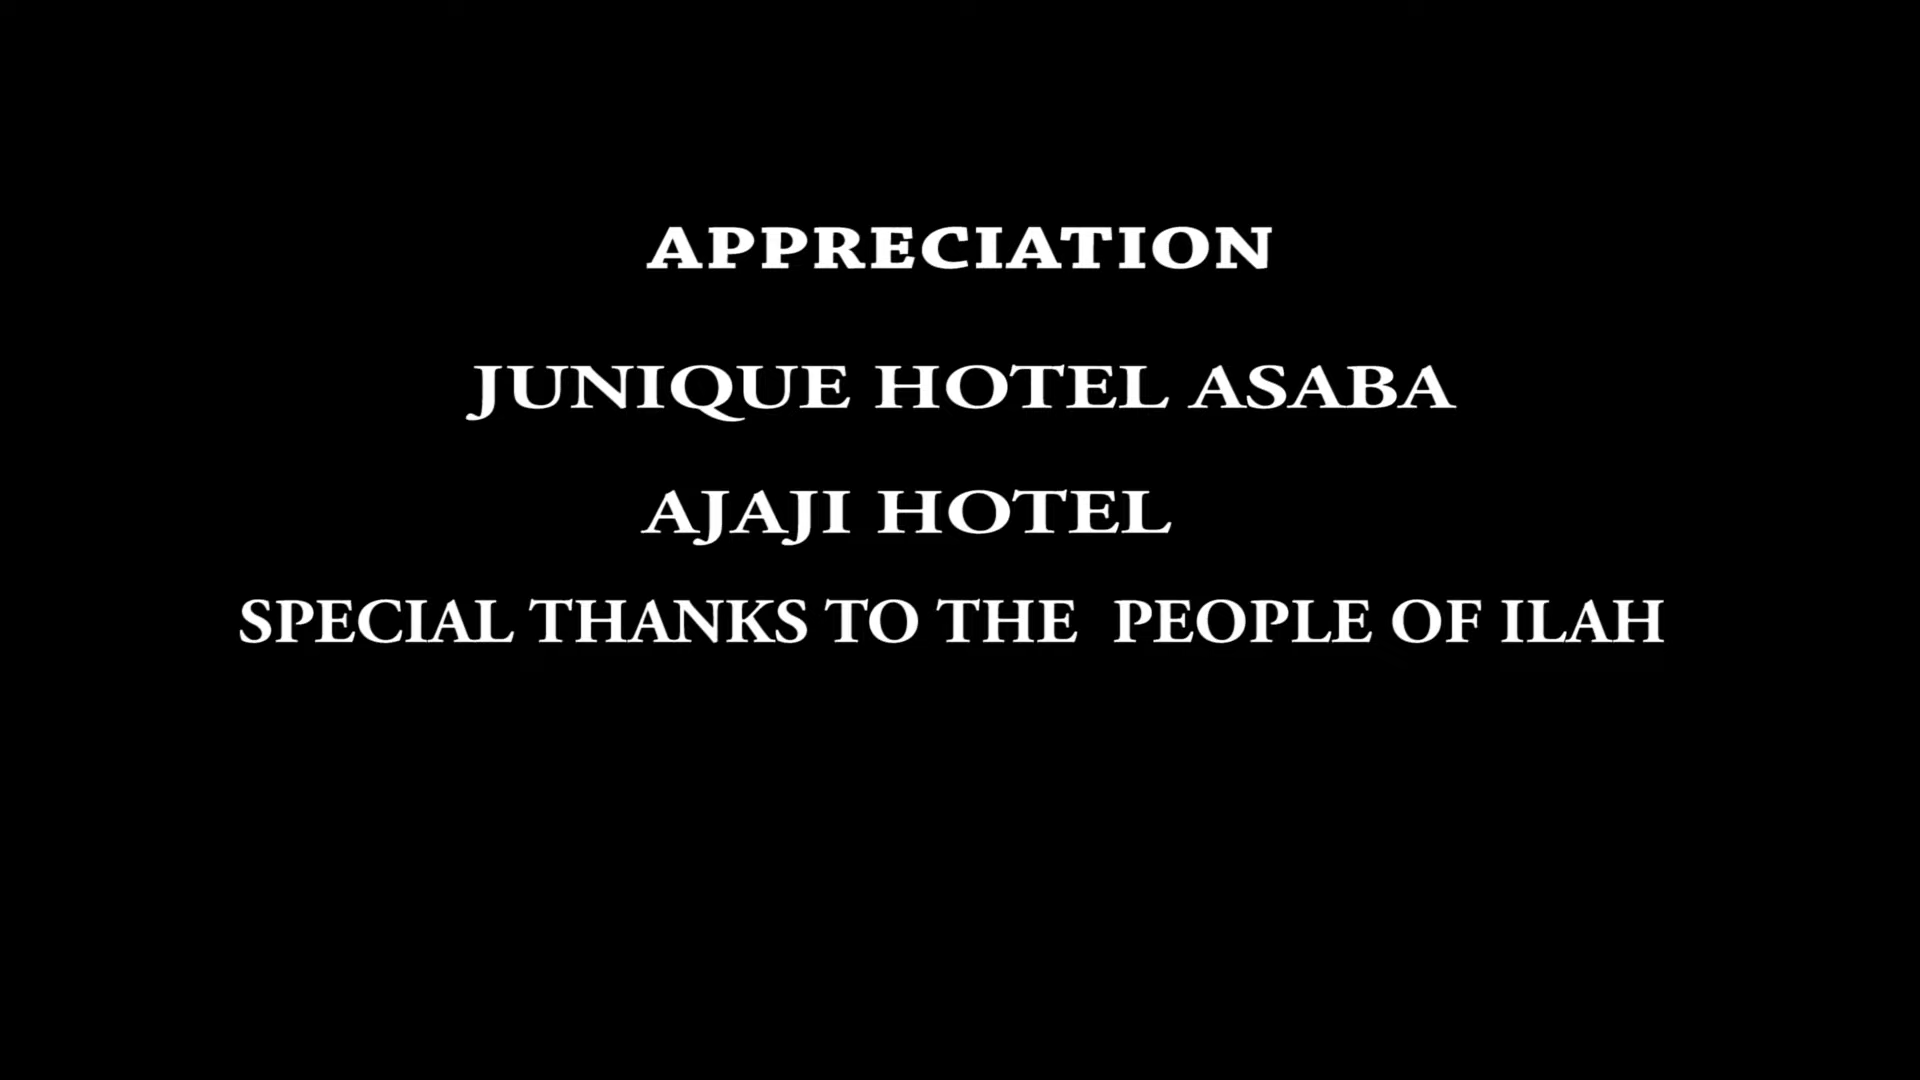 APPRECIATION
JUNIQUE HOTEL ASABA
AJAJI HOTEL
SPECIAL THANKS TO THE  PEOPLE OF ILAH